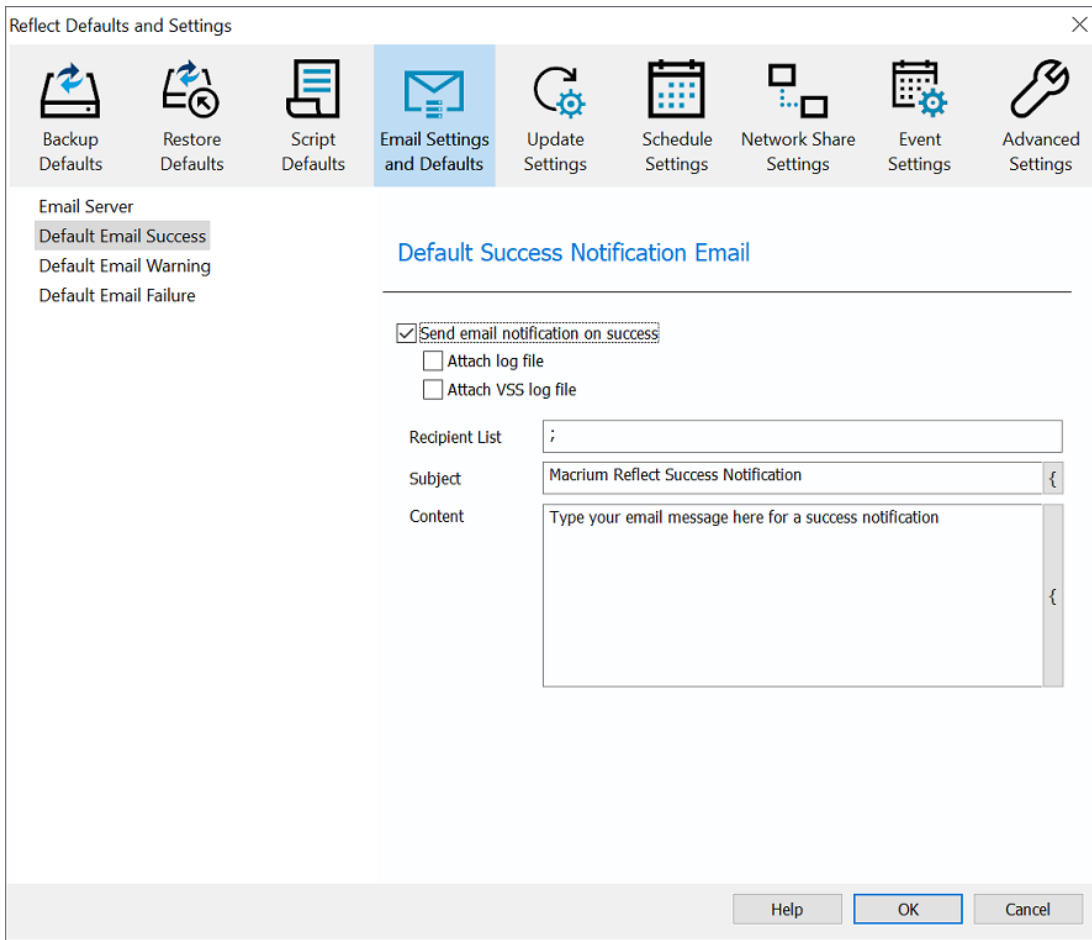 Reflect Defaults and Settings
Backup Defaults
Restore Defaults
Script Defaults
Email Settings and Defaults
Update Settings
Schedule Settings
Network Share Settings
Event Settings
Advanced Settings
Email Server
Default Email Success
Default Email Warning
Default Email Failure
Default Success Notification Email
Send email notification on success
Attach log file
Attach VSS log file
Recipient List ;
Subject Macrium Reflect Success Notification {
Content Type your email message here for a success notification
{
Help OK Cancel